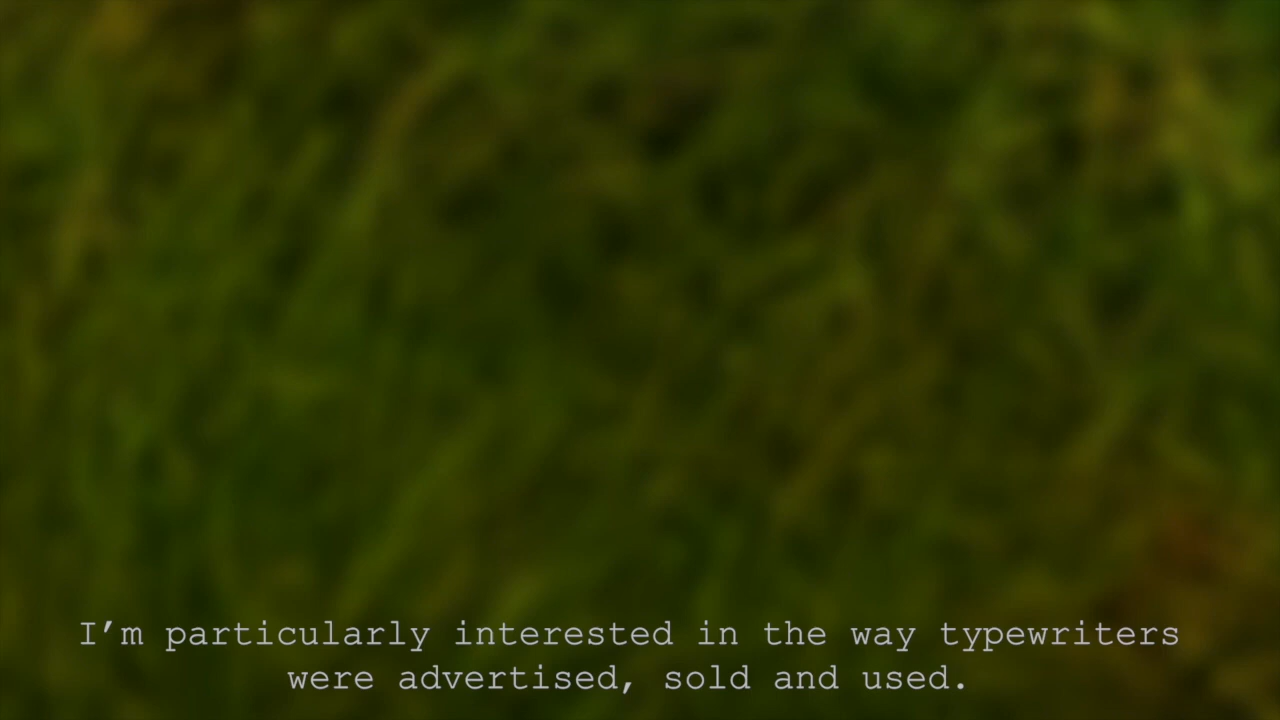 I’m particularly interested in the way typewriters
were advertised, sold and used.